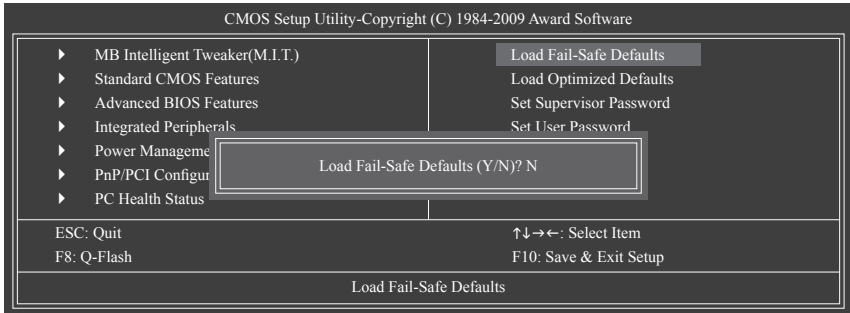 CMOS Setup Utility-Copyright (C) 1984-2009 Award Software
MB Intelligent Tweaker(M.I.T.)
Standard CMOS Features
Advanced BIOS Features
Integrated Peripherals
Power Manageme
PnP/PCI Configur
PC Health Status
Load Fail-Safe Defaults
Load Optimized Defaults
Set Supervisor Password
Set User Password
Load Fail-Safe Defaults (Y/N)? N
ESC: Quit
F8: Q-Flash
↑↓→←: Select Item
F10: Save & Exit Setup
Load Fail-Safe Defaults